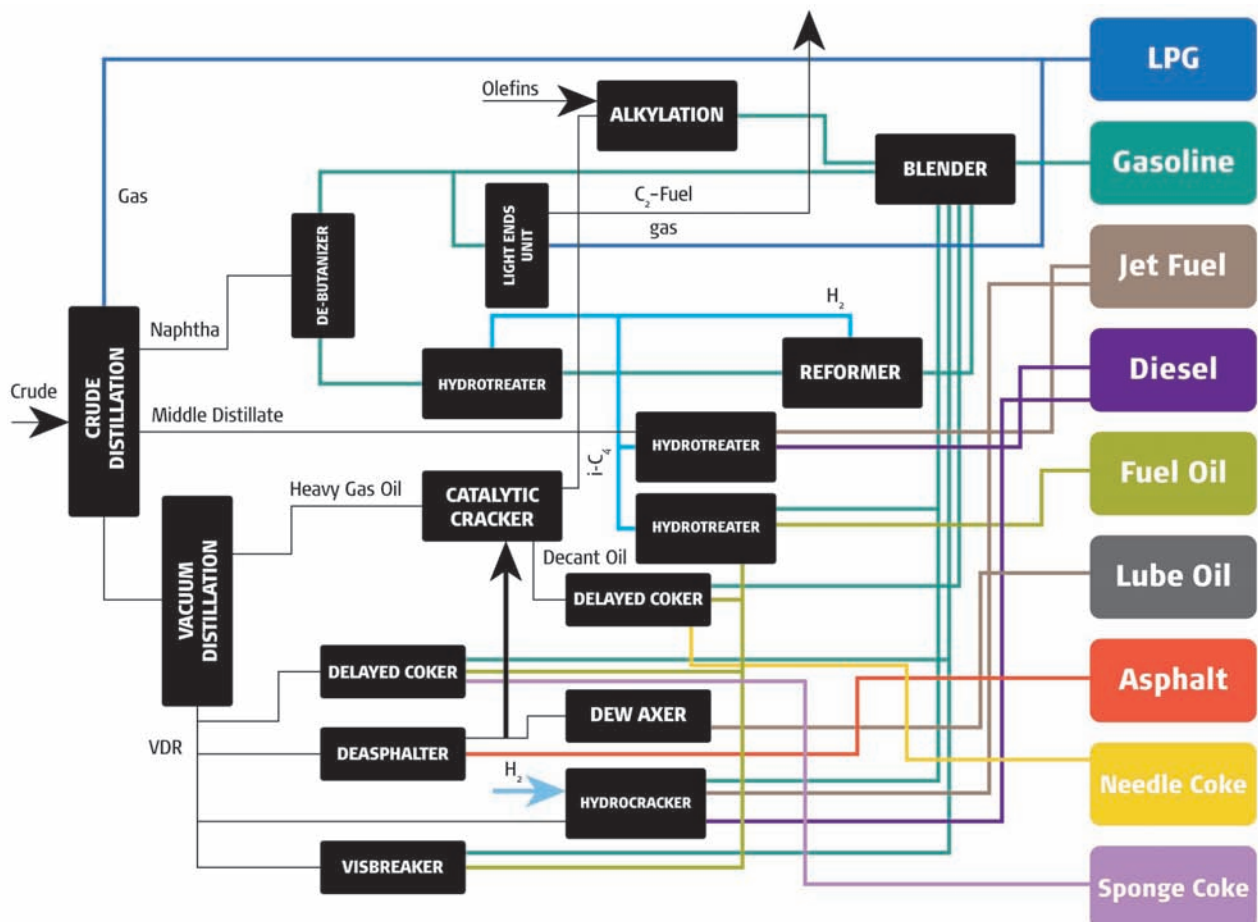 LPG
Olefins
ALKYLATION
Gasoline
BLENDER
Gas
C₂-Fuel
gas
LIGHT ENDS
UNIT
DE-BUTANIZER
Jet Fuel
H₂
Naphtha
HYDROTREATER
REFORMER
Diesel
Crude
CRUDE
DISTILLATION
Middle Distillate
HYDROTREATER
i-C₄
Heavy Gas Oil
CATALYTIC
CRACKER
HYDROTREATER
Fuel Oil
Decant Oil
VACUUM
DISTILLATION
DELAYED COKER
Lube Oil
DELAYED COKER
Asphalt
DEW AXER
VDR
DEASPHALTER
H₂
HYDROCRACKER
Needle Coke
VISBREAKER
Sponge Coke